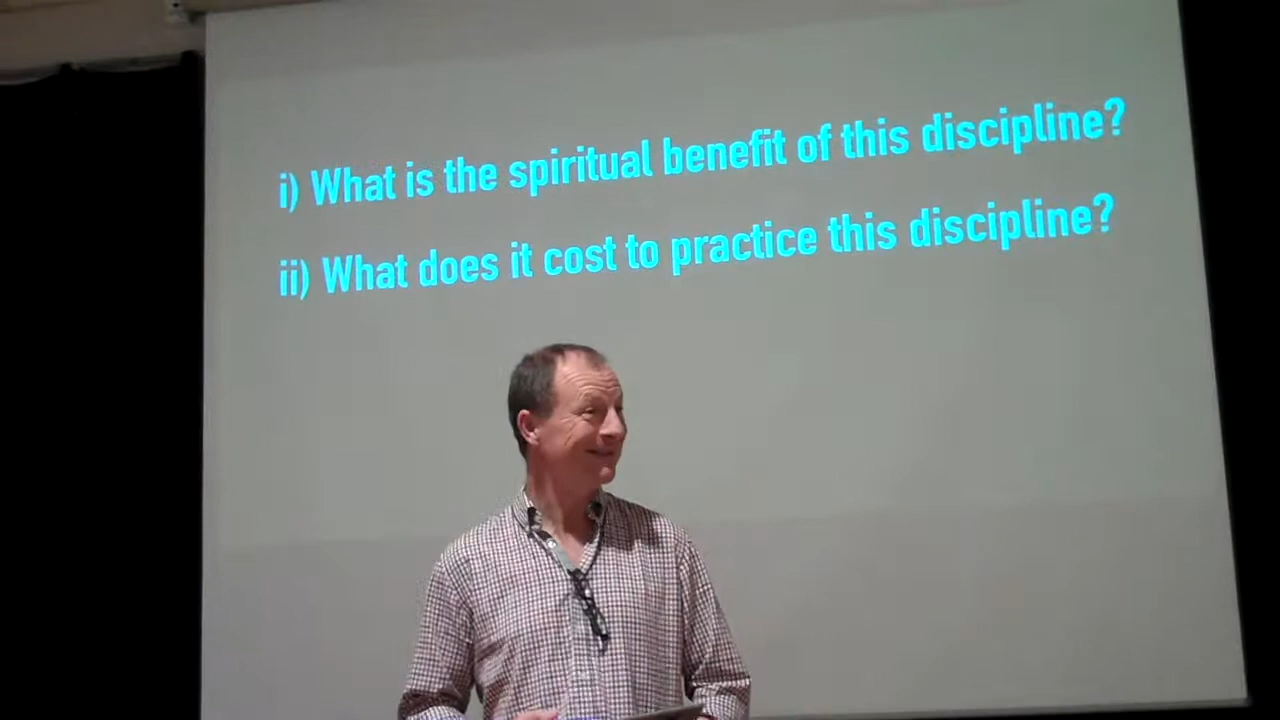 i) What is the spiritual benefit of this discipline?
ii) What does it cost to practice this discipline?